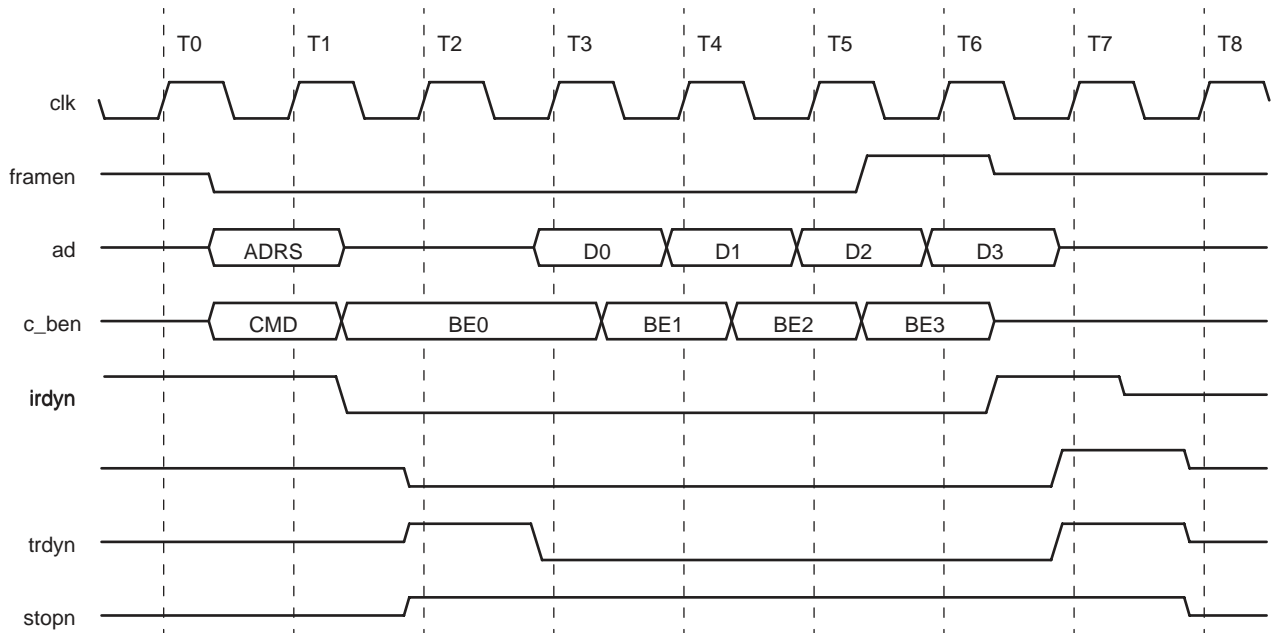 T0 T1 T2 T3 T4 T5 T6 T7 T8
clk
framen
ad ADRS D0 D1 D2 D3
c_ben CMD BE0 BE1 BE2 BE3
irdyn
trdyn
stopn